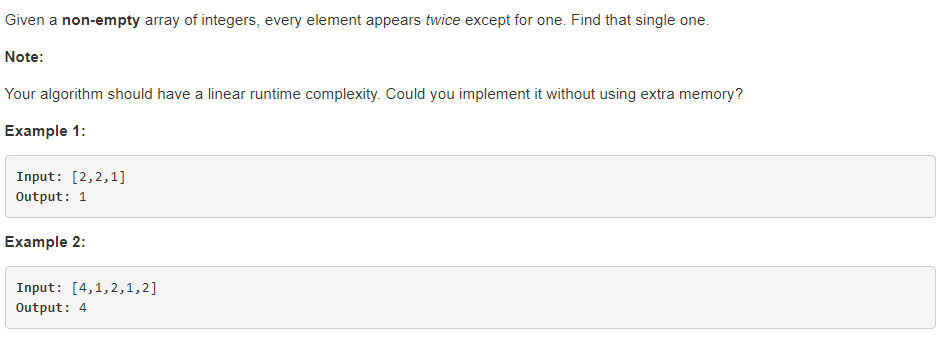 Given a non-empty array of integers, every element appears twice except for one. Find that single one.
Note:
Your algorithm should have a linear runtime complexity. Could you implement it without using extra memory?
Example 1:
Input: [2,2,1]
Output: 1
Example 2:
Input: [4,1,2,1,2]
Output: 4